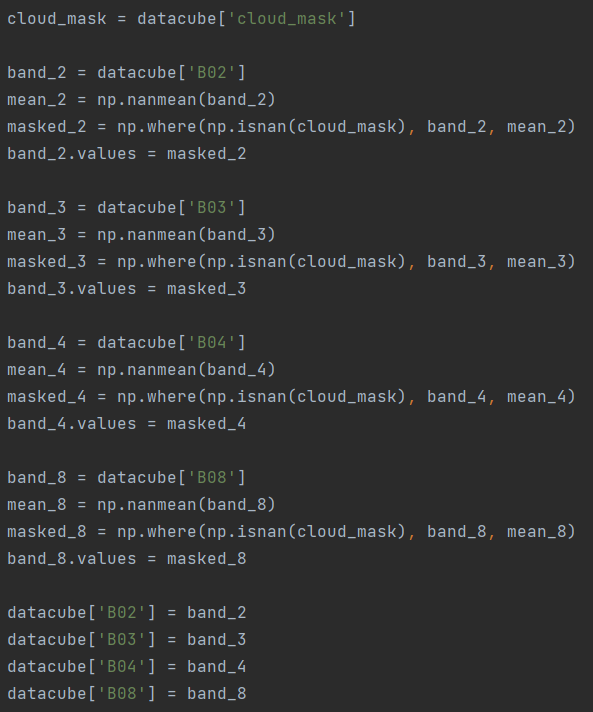 cloud_mask = datacube['cloud_mask']
band_2 = datacube['B02']
mean_2 = np.nanmean(band_2)
masked_2 = np.where(np.isnan(cloud_mask), band_2, mean_2)
band_2.values = masked_2
band_3 = datacube['B03']
mean_3 = np.nanmean(band_3)
masked_3 = np.where(np.isnan(cloud_mask), band_3, mean_3)
band_3.values = masked_3
band_4 = datacube['B04']
mean_4 = np.nanmean(band_4)
masked_4 = np.where(np.isnan(cloud_mask), band_4, mean_4)
band_4.values = masked_4
band_8 = datacube['B08']
mean_8 = np.nanmean(band_8)
masked_8 = np.where(np.isnan(cloud_mask), band_8, mean_8)
band_8.values = masked_8
datacube['B02'] = band_2
datacube['B03'] = band_3
datacube['B04'] = band_4
datacube['B08'] = band_8